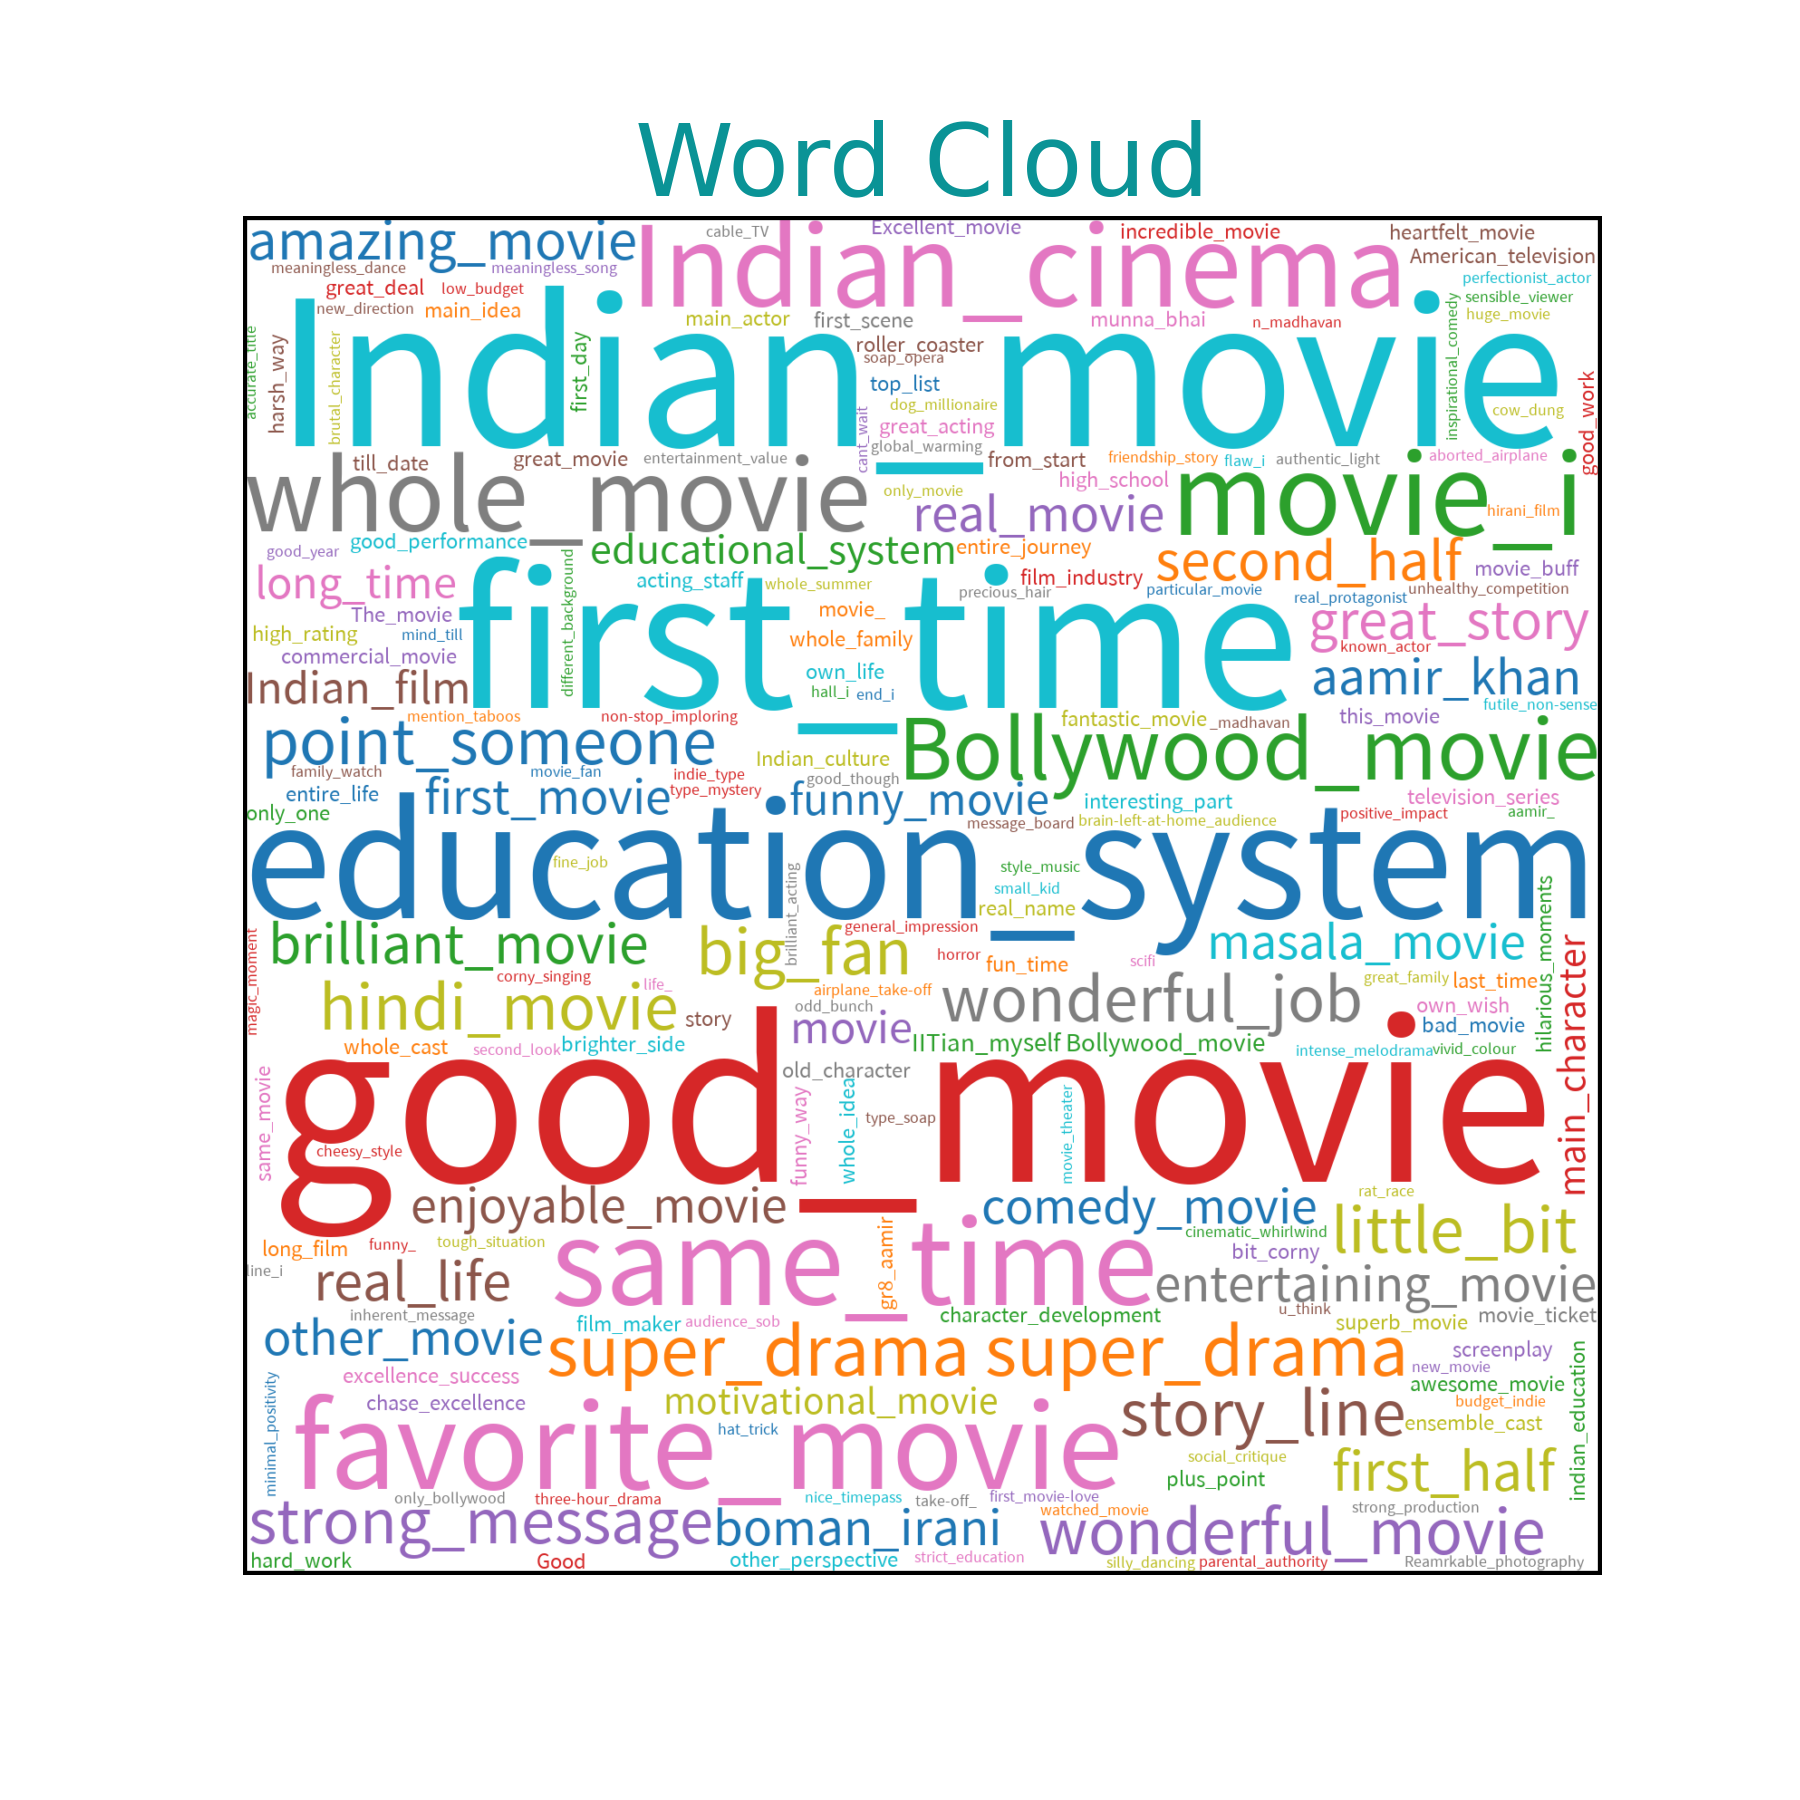 Word Cloud
amazing_movie
Indian_cinema
cable_TV
Excellent_movie
incredible_movie
heartfelt_movie
American_television
meaningless_dance
meaningless_song
perfectionist_actor
great_deal
low_budget
sensible_viewer
new_direction
main_idea
main_actor
first_scene
munna_bhai
n_madhavan
huge_movie
Indian_movie
accurate_title
harsh_way
brutal_character
first_day
roller_coaster
soap_opera
top_list
dog_millionaire
cant_wait
great_acting
global_warming
inspirational_comedy
cow_dung
good_work
whole_movie
till_date
great_movie
entertainment_value
from_start
friendship_story
flaw_i
authentic_light
aborted_airplane
only_movie
high_school
movie_i
real_movie
hirani_film
good_year
good_performance
educational_system
entire_journey
second_half
movie_buff
long_time
first_time
different_background
acting_staff
whole_summer
precious_hair
film_industry
particular_movie
real_protagonist
unhealthy_competition
The_movie
movie_
great_story
high_rating
mind_till
whole_family
known_actor
commercial_movie
own_life
aamir_khan
Indian_film
hall_i
end_i
futile_non-sense
mention_taboos
non-stop_imploring
fantastic_movie
_madhavan
this_movie
point_someone
Bollywood_movie
Indian_culture
family_watch
movie_fan
indie_type
good_though
entire_life
first_movie
type_mystery
funny_movie
interesting_part
television_series
only_one
message_board
brain-left-at-home_audience
positive_impact
aamir_
education_system
fine_job
brilliant_acting
style_music
small_kid
real_name
hilarious_moments
magic_moment
brilliant_movie
big_fan
general_impression
masala_movie
main_character
horror
fun_time
scifi
corny_singing
life_
great_family
last_time
hindi_movie
airplane_take-off
wonderful_job
odd_bunch
own_wish
story
movie
bad_movie
whole_cast
second_look
brighter_side
IITian_myself
Bollywood_movie
intense_melodrama
vivid_colour
good_movie
old_character
same_movie
funny_way
whole_idea
type_soap
movie_theater
cheesy_style
enjoyable_movie
comedy_movie
rat_race
little_bit
cinematic_whirlwind
long_film
funny_
tough_situation
same_time
gr8_aamir
bit_corny
line_i
real_life
entertaining_movie
inherent_message
film_maker
audience_sob
character_development
u_think
superb_movie
movie_ticket
other_movie
super_drama
super_drama
screenplay
new_movie
indian_education
excellence_success
awesome_movie
minimal_positivity
chase_excellence
motivational_movie
story_line
budget_indie
ensemble_cast
favorite_movie
hat_trick
social_critique
first_half
plus_point
only_bollywood
three-hour_drama
nice_timepass
take-off_
first_movie-love
watched_movie
strong_production
strong_message
boman_irani
wonderful_movie
hard_work
Good
other_perspective
strict_education
silly_dancing
parental_authority
Reamrkable_photography